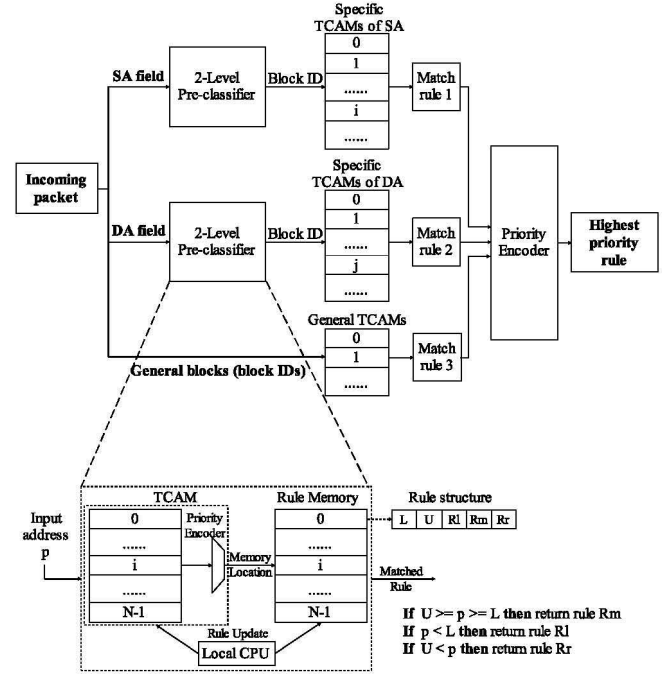 Specific
TCAMs of SA
0
1
......
i
......
SA field
2-Level
Pre-classifier
Block ID
Match
rule 1
Incoming
packet
Specific
TCAMs of DA
0
1
......
j
......
DA field
2-Level
Pre-classifier
Block ID
Match
rule 2
Priority
Encoder
Highest
priority
rule
General TCAMs
0
1
......
Match
rule 3
General blocks (block IDs)
TCAM
Rule Memory
Rule structure
Input
address
p
0
......
i
......
N-1
Priority
Encoder
Memory
Location
0
......
i
......
N-1
L U Rl Rm Rr
Matched
Rule
Rule Update
Local CPU
If U >= p >= L then return rule Rm
If p < L then return rule Rl
If U < p then return rule Rr